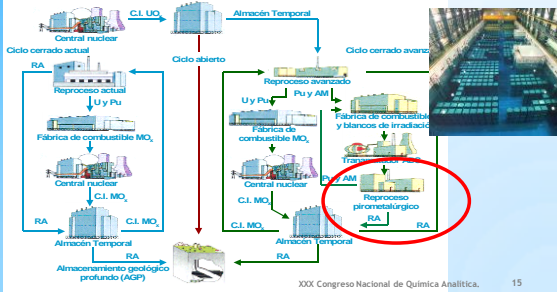 C.I. UO
Almacén Temporal
Central nuclear
Ciclo cerrado actual
RA
Ciclo abierto
Reproceso actual
U y Pu
Fábrica de combustible MOx
Central nuclear
C.I. MOx
RA
C.I. MOx
Almacén Temporal
RA
Almacenamiento geológico
profundo (AGP)
Ciclo cerrado avanz
Reproceso avanzado
Pu y AM
U y Pu
Fábrica de
combustible MOx
Fábrica de combustible
y blancos de irradiació
Central nuclear
Pu y AM
C.I. MOx
Reproceso
pirometalúrgico
RA
C.I. MOx
RA
Almacén Temporal
RA
XXX Congreso Nacional de Química Analítica.
15